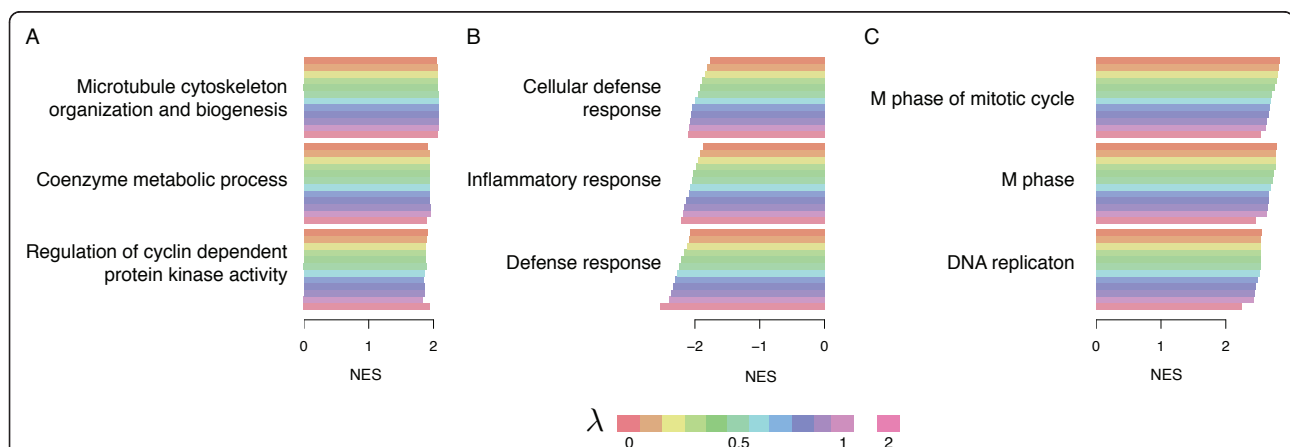 A
Microtubule cytoskeleton
organization and biogenesis
Coenzyme metabolic process
Regulation of cyclin dependent
protein kinase activity
0 1 2
NES
B
Cellular defense
response
Inflammatory response
Defense response
−2 −1 0
NES
C
M phase of mitotic cycle
M phase
DNA replicaton
0 1 2
NES
λ
0 0.5 1 2